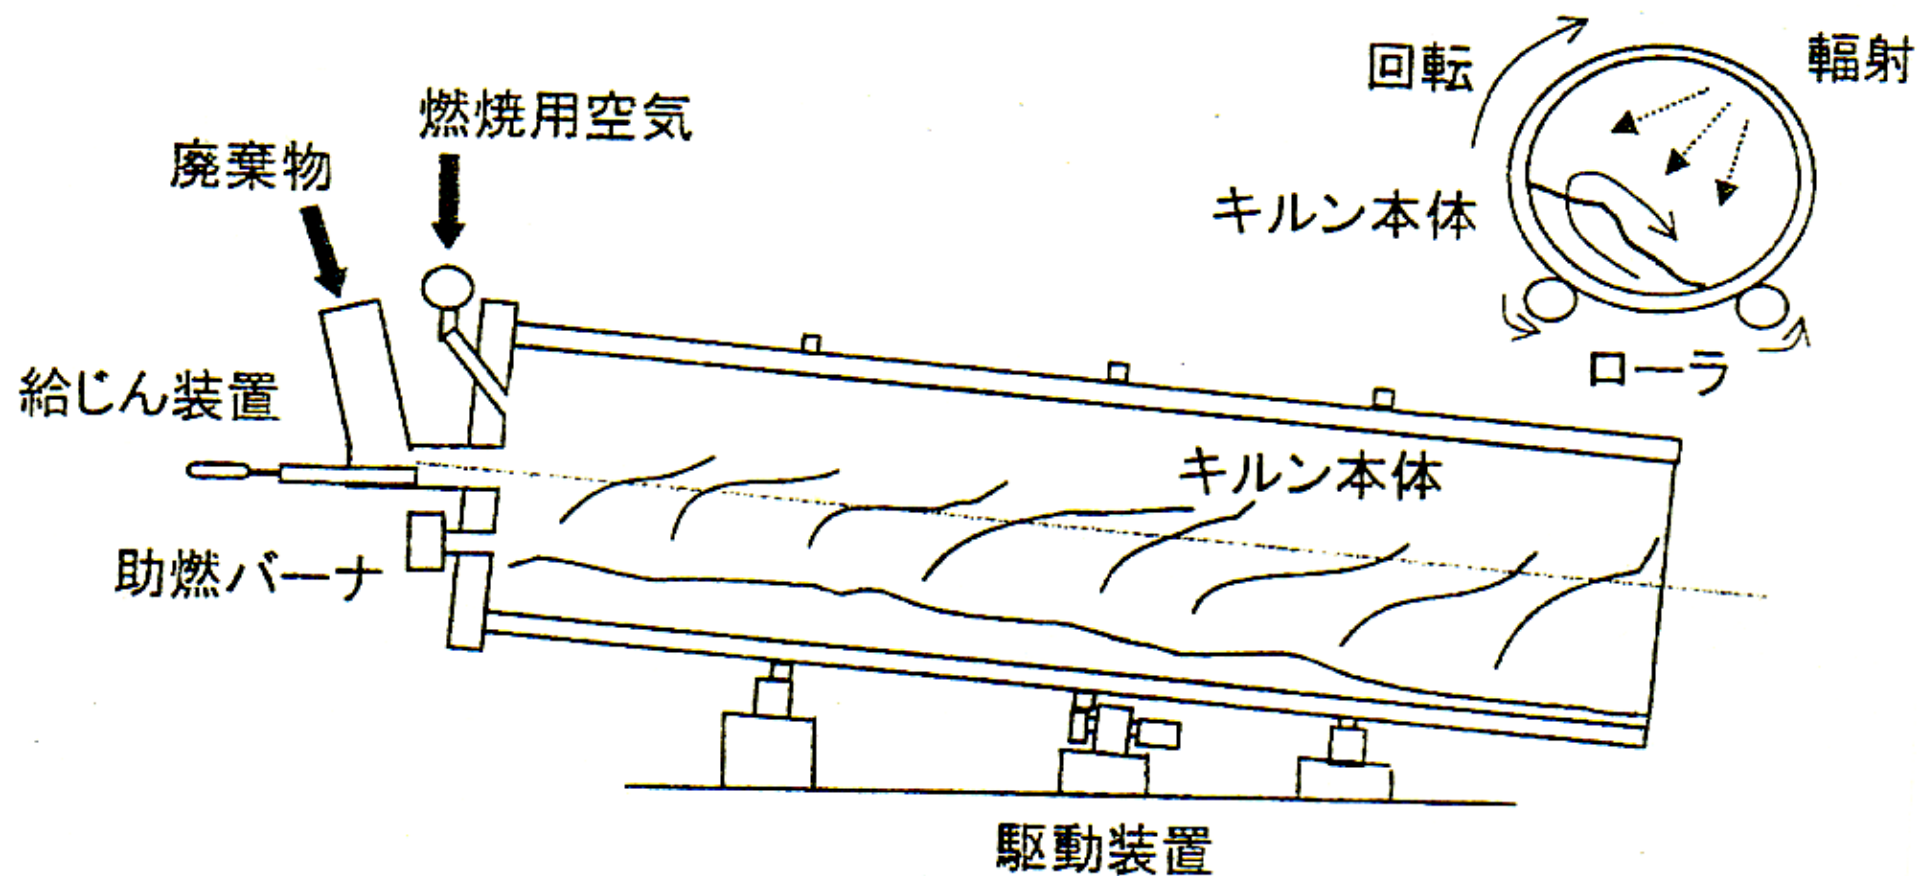 回転
輻射
燃焼用空気
廃棄物
キルン本体
ローラ
給じん装置
キルン本体
助燃バーナ
駆動装置